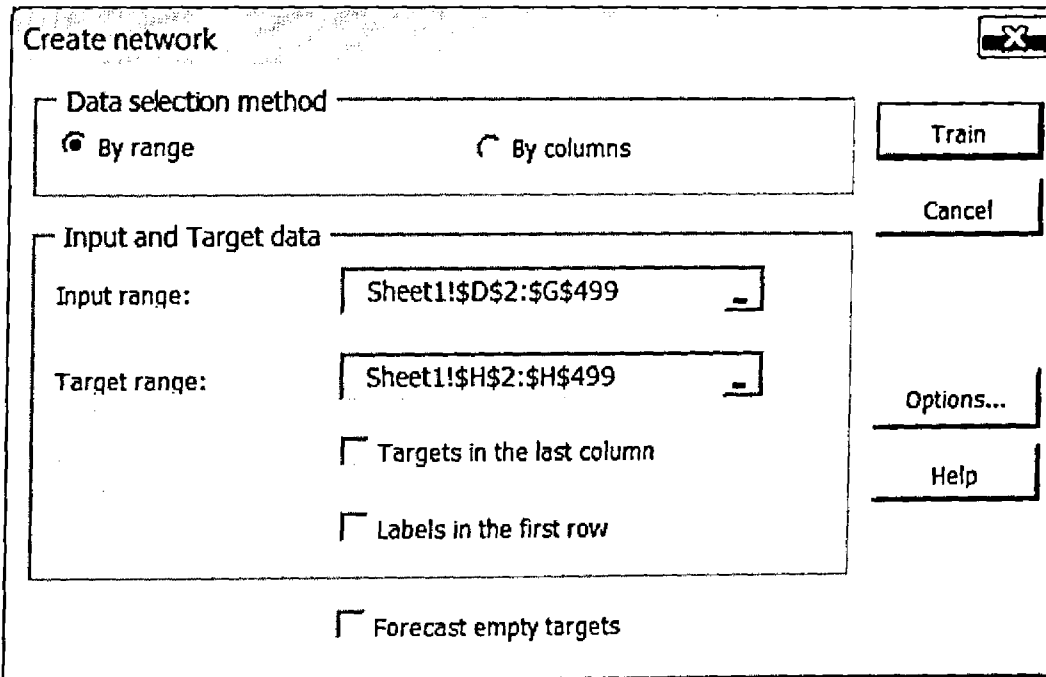 Create network
Data selection method
By range
By columns
Train
Cancel
Input and Target data
Input range:
Sheet1!$D$2:$G$499
Target range:
Sheet1!$H$2:$H$499
Options...
Targets in the last column
Help
Labels in the first row
Forecast empty targets